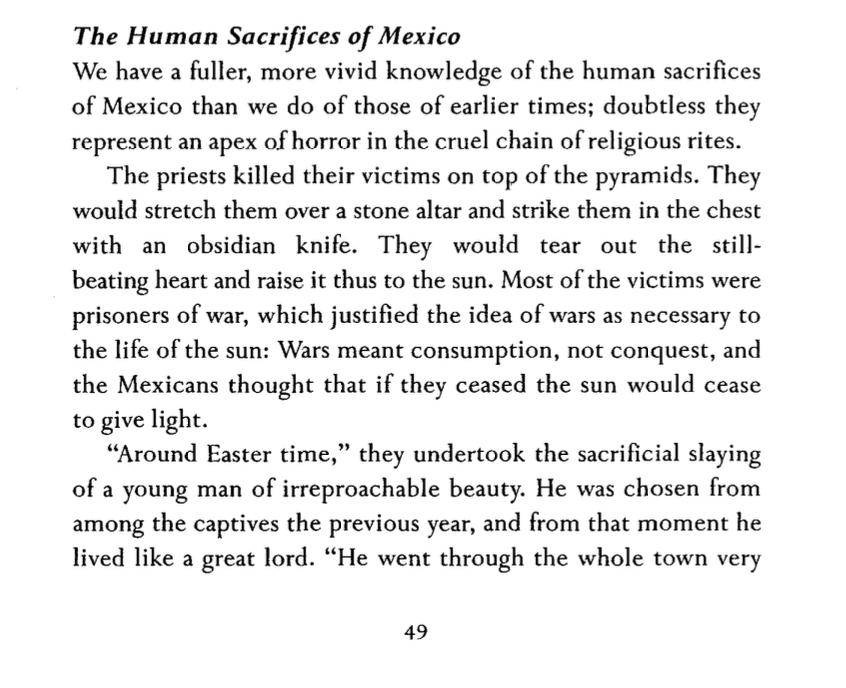 The Human Sacrifices of Mexico
We have a fuller, more vivid knowledge of the human sacrifices
of Mexico than we do of those of earlier times; doubtless they
represent an apex of horror in the cruel chain of religious rites.
The priests killed their victims on top of the pyramids. They
would stretch them over a stone altar and strike them in the chest
with an obsidian knife. They would tear out the still-
beating heart and raise it thus to the sun. Most of the victims were
prisoners of war, which justified the idea of wars as necessary to
the life of the sun: Wars meant consumption, not conquest, and
the Mexicans thought that if they ceased the sun would cease
to give light.
“Around Easter time,” they undertook the sacrificial slaying
of a young man of irreproachable beauty. He was chosen from
among the captives the previous year, and from that moment he
lived like a great lord. “He went through the whole town very
49